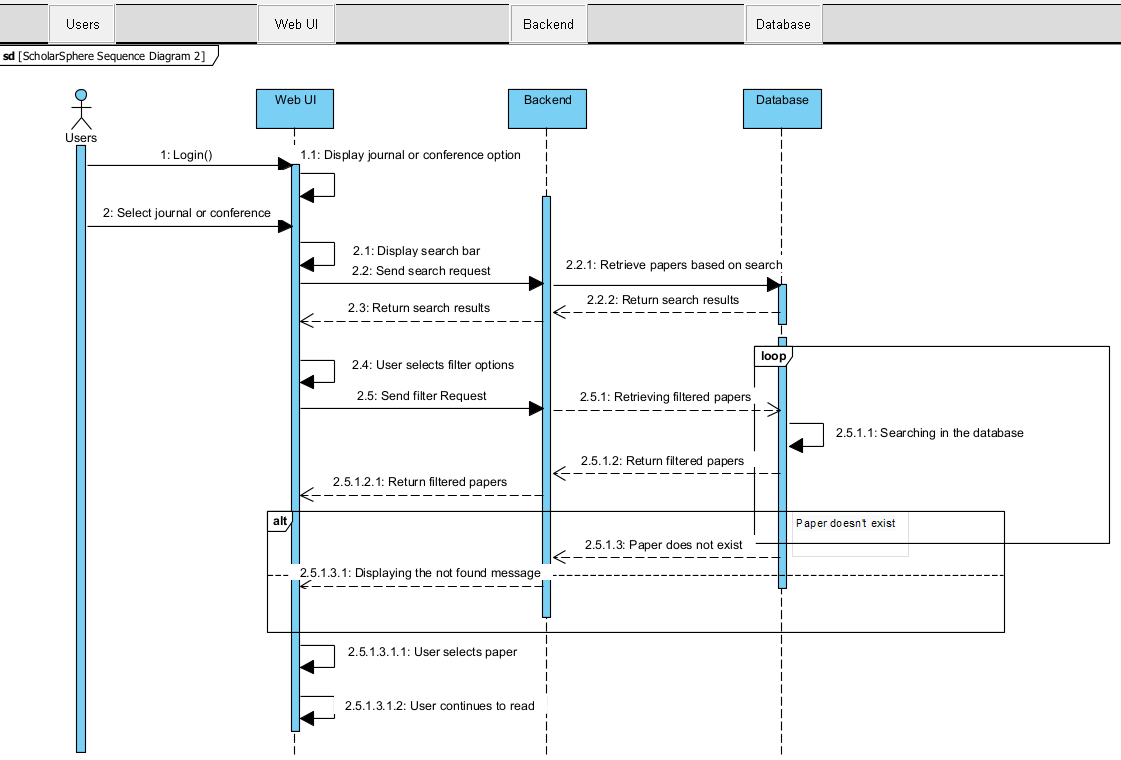 Users
Web UI
Backend
Database
sd [ScholarSphere Sequence Diagram 2]
Web UI
Backend
Database
Users
1: Login()
1.1: Display journal or conference option
2: Select journal or conference
2.1: Display search bar
2.2: Send search request
2.2.1: Retrieve papers based on search
2.2.2: Return search results
2.3: Return search results
loop
2.4: User selects filter options
2.5: Send filter Request
2.5.1: Retrieving filtered papers
2.5.1.1: Searching in the database
2.5.1.2: Return filtered papers
2.5.1.2.1: Return filtered papers
alt
Paper doesn't exist
2.5.1.3: Paper does not exist
2.5.1.3.1: Displaying the not found message
2.5.1.3.1.1: User selects paper
2.5.1.3.1.2: User continues to read